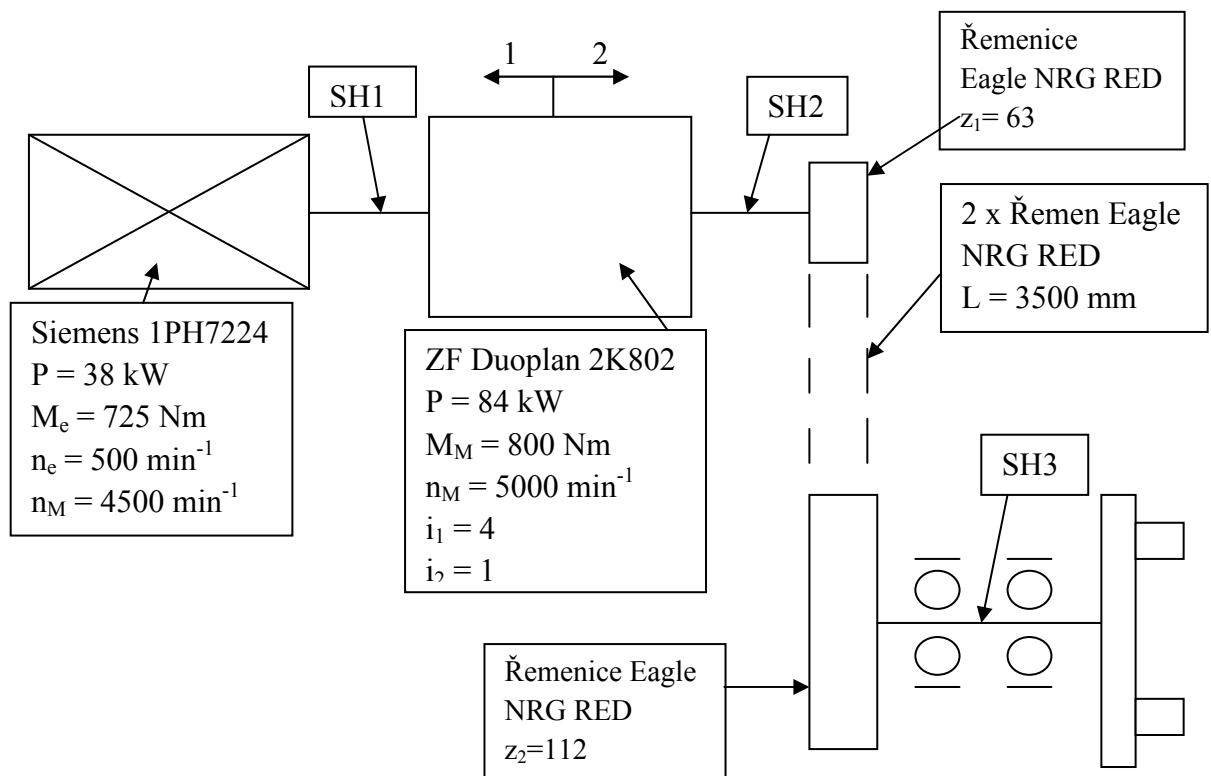 1 2
SH1
SH2
Řemenice
Eagle NRG RED
z₁= 63
2 x Řemen Eagle
NRG RED
L = 3500 mm
Siemens 1PH7224
P = 38 kW
Mₑ = 725 Nm
nₑ = 500 min⁻¹
n_M = 4500 min⁻¹
ZF Duoplan 2K802
P = 84 kW
M_M = 800 Nm
n_M = 5000 min⁻¹
i₁ = 4
i₂ = 1
SH3
Řemenice Eagle
NRG RED
z₂=112